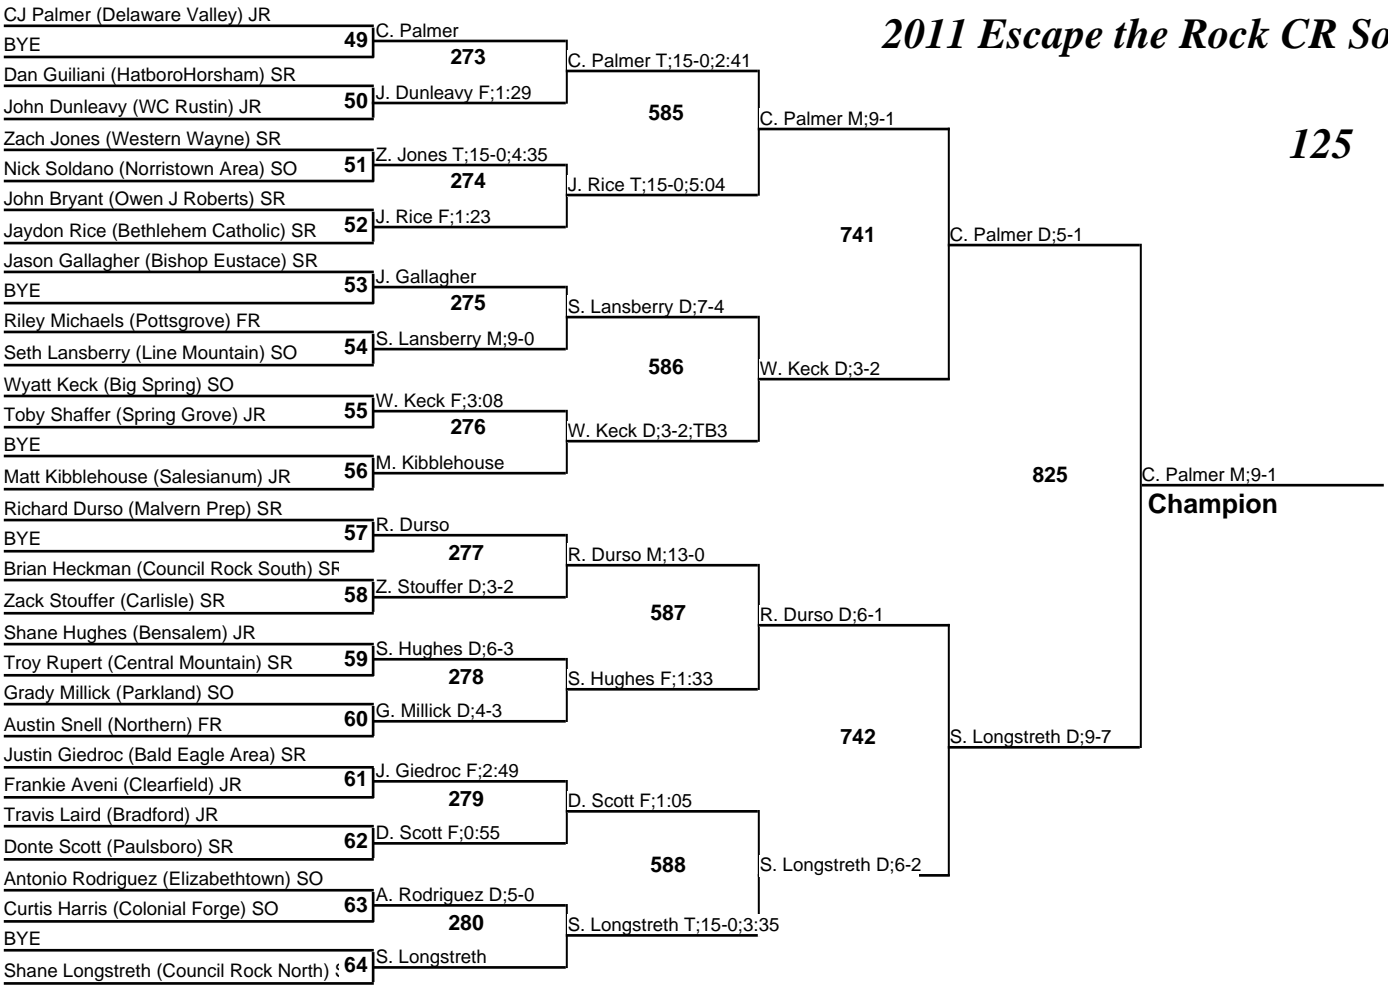 2011 Escape the Rock CR So
125
CJ Palmer (Delaware Valley) JR
BYE
49
C. Palmer
273
Dan Guiliani (HatboroHorsham) SR
John Dunleavy (WC Rustin) JR
50
J. Dunleavy F;1:29
C. Palmer T;15-0;2:41
585
Zach Jones (Western Wayne) SR
Nick Soldano (Norristown Area) SO
51
Z. Jones T;15-0;4:35
274
John Bryant (Owen J Roberts) SR
Jaydon Rice (Bethlehem Catholic) SR
52
J. Rice F;1:23
J. Rice T;15-0;5:04
C. Palmer M;9-1
741
Jason Gallagher (Bishop Eustace) SR
BYE
53
J. Gallagher
275
Riley Michaels (Pottsgrove) FR
Seth Lansberry (Line Mountain) SO
54
S. Lansberry M;9-0
S. Lansberry D;7-4
586
Wyatt Keck (Big Spring) SO
Toby Shaffer (Spring Grove) JR
55
W. Keck F;3:08
276
BYE
Matt Kibblehouse (Salesianum) JR
56
M. Kibblehouse
W. Keck D;3-2;TB3
W. Keck D;3-2
C. Palmer D;5-1
825
Richard Durso (Malvern Prep) SR
BYE
57
R. Durso
277
Brian Heckman (Council Rock South) SR
Zack Stouffer (Carlisle) SR
58
Z. Stouffer D;3-2
R. Durso M;13-0
587
Shane Hughes (Bensalem) JR
Troy Rupert (Central Mountain) SR
59
S. Hughes D;6-3
278
Grady Millick (Parkland) SO
Austin Snell (Northern) FR
60
G. Millick D;4-3
S. Hughes F;1:33
R. Durso D;6-1
742
Justin Giedroc (Bald Eagle Area) SR
Frankie Aveni (Clearfield) JR
61
J. Giedroc F;2:49
279
Travis Laird (Bradford) JR
Donte Scott (Paulsboro) SR
62
D. Scott F;0:55
D. Scott F;1:05
588
Antonio Rodriguez (Elizabethtown) SO
Curtis Harris (Colonial Forge) SO
63
A. Rodriguez D;5-0
280
BYE
Shane Longstreth (Council Rock North)
64
S. Longstreth
S. Longstreth T;15-0;3:35
S. Longstreth D;6-2
S. Longstreth D;9-7
C. Palmer M;9-1
Champion